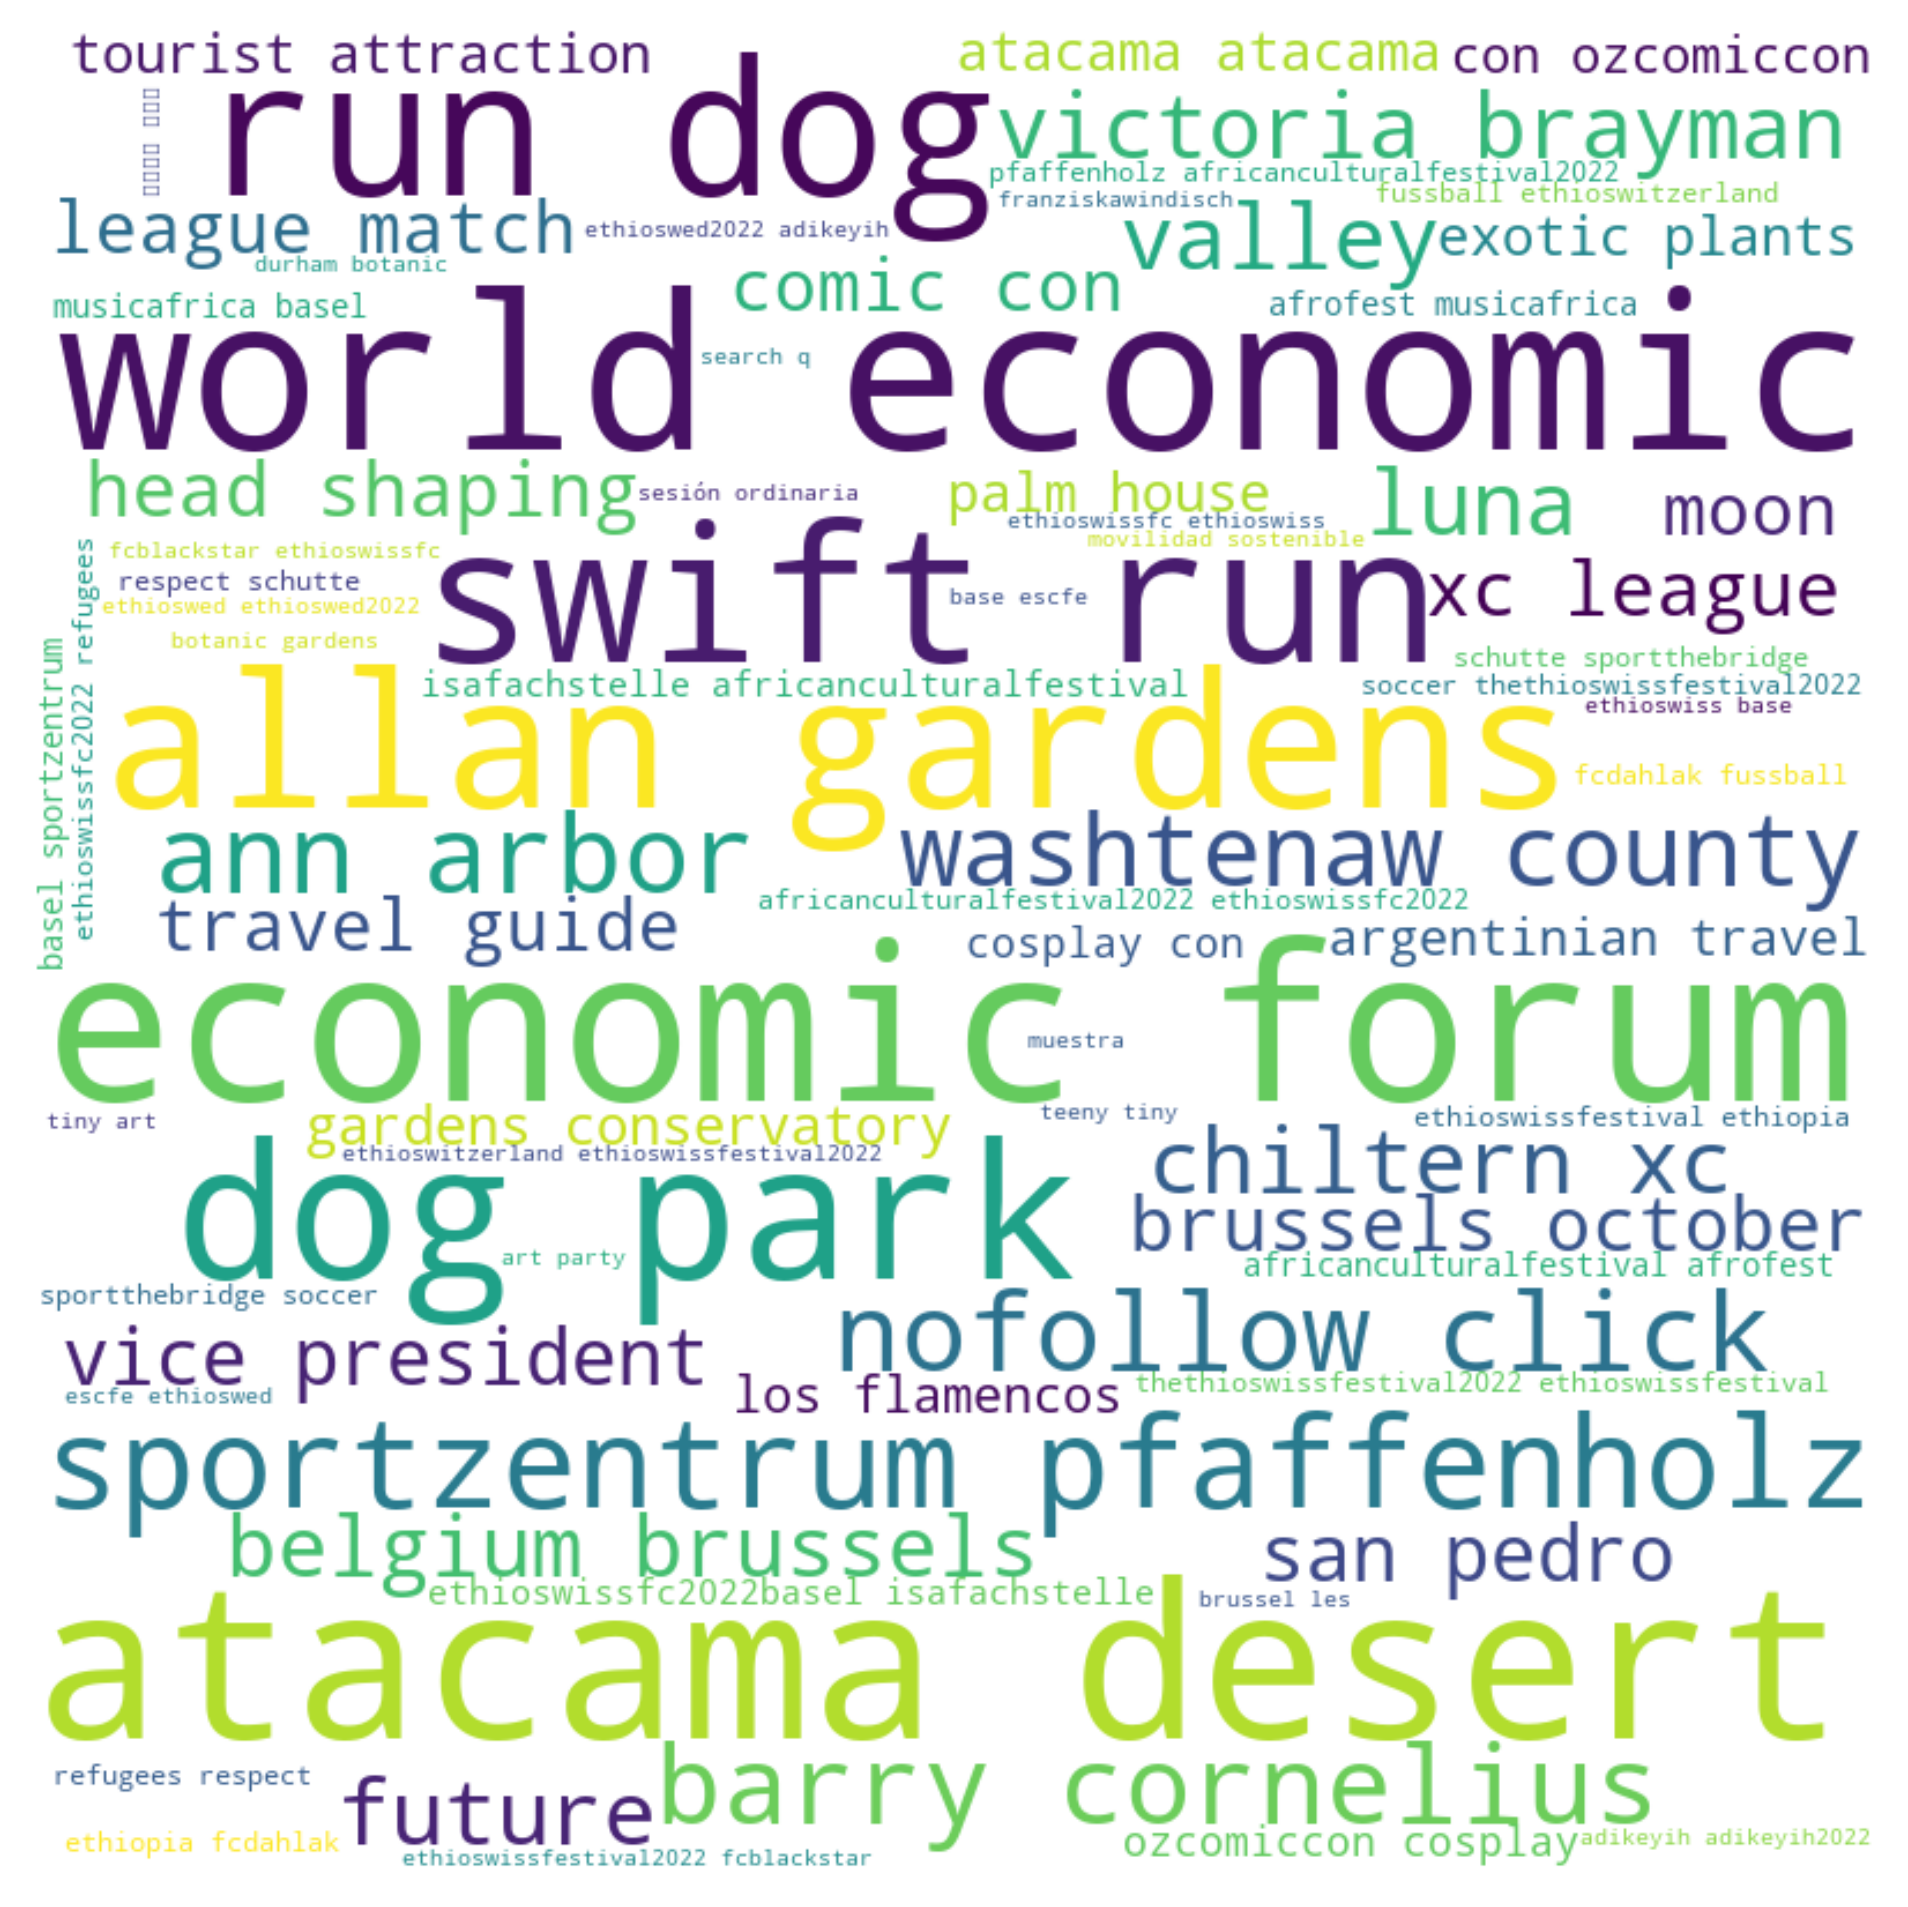 tourist attraction
atacama atacama
con ozcomiccon
run dog
victoria brayman
pfaffenholz africanculturalfestival2022
franziskawindisch
fussball ethioswitzerland
league match
ethioswed2022 adikeyih
valley
exotic plants
durham botanic
comic con
musicafrica basel
afrofest musicafrica
world economic
search q
head shaping
sesión ordinaria
palm house
luna
moon
ethioswissfc ethioswiss
movilidad sostenible
fcblackstar ethioswissfc
swift run
respect schutte
base escfe
xc league
ethioswed ethioswed2022
botanic gardens
basel sportzentrum
ethioswissfc2022 refugees
schutte sportthebridge
isafachstelle africanculturalfestival
soccer thethioswissfestival2022
ethioswiss base
allan gardens
fcdahlak fussball
ann arbor
washtenaw county
africanculturalfestival2022 ethioswissfc2022
travel guide
cosplay con
argentinian travel
economic forum
muestra
tiny art
gardens conservatory
teeny tiny
ethioswissfestival ethiopia
ethioswitzerland ethioswissfestival2022
chiltern xc
dog park
brussels october
art party
africanculturalfestival afrofest
sportthebridge soccer
nofollow click
vice president
los flamencos
thethioswissfestival2022 ethioswissfestival
escfe ethioswed
sportzentrum pfaffenholz
belgium brussels
san pedro
ethioswissfc2022basel isafachstelle
brussel les
atacama desert
refugees respect
future
barry cornelius
ethiopia fcdahlak
ozcomiccon cosplay
adikeyih adikeyih2022
ethioswissfestival2022 fcblackstar